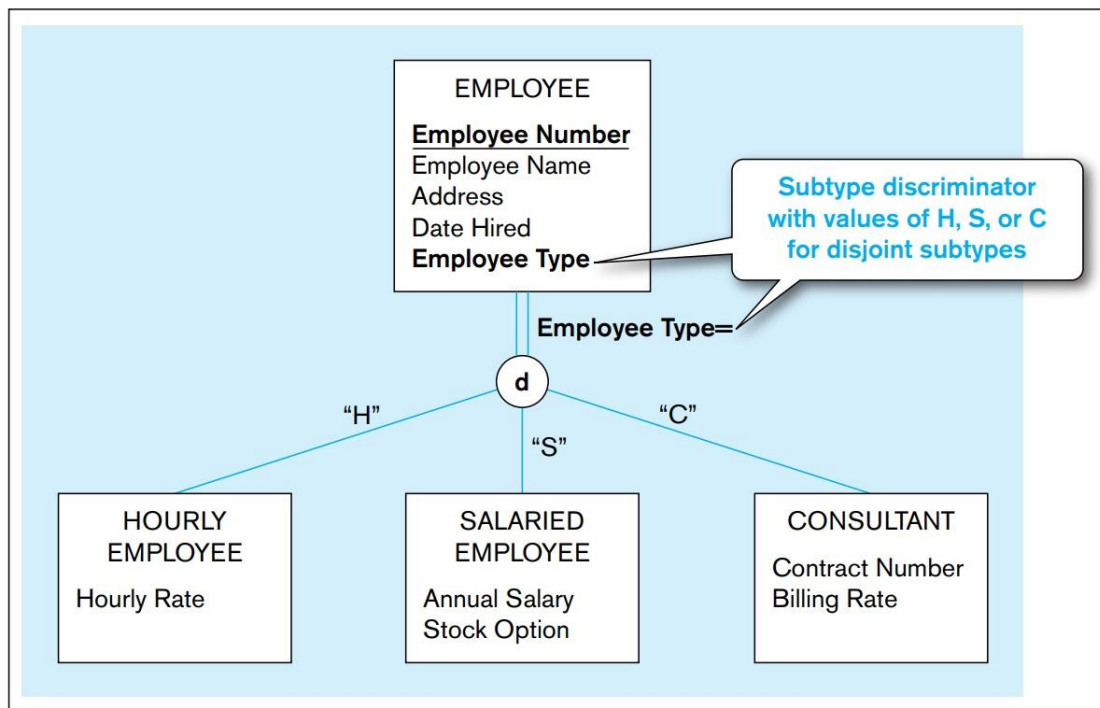 EMPLOYEE
Employee Number
Employee Name
Address
Date Hired
Employee Type
Subtype discriminator
with values of H, S, or C
for disjoint subtypes
Employee Type=
d
“H”
“S”
“C”
HOURLY
EMPLOYEE
Hourly Rate
SALARIED
EMPLOYEE
Annual Salary
Stock Option
CONSULTANT
Contract Number
Billing Rate